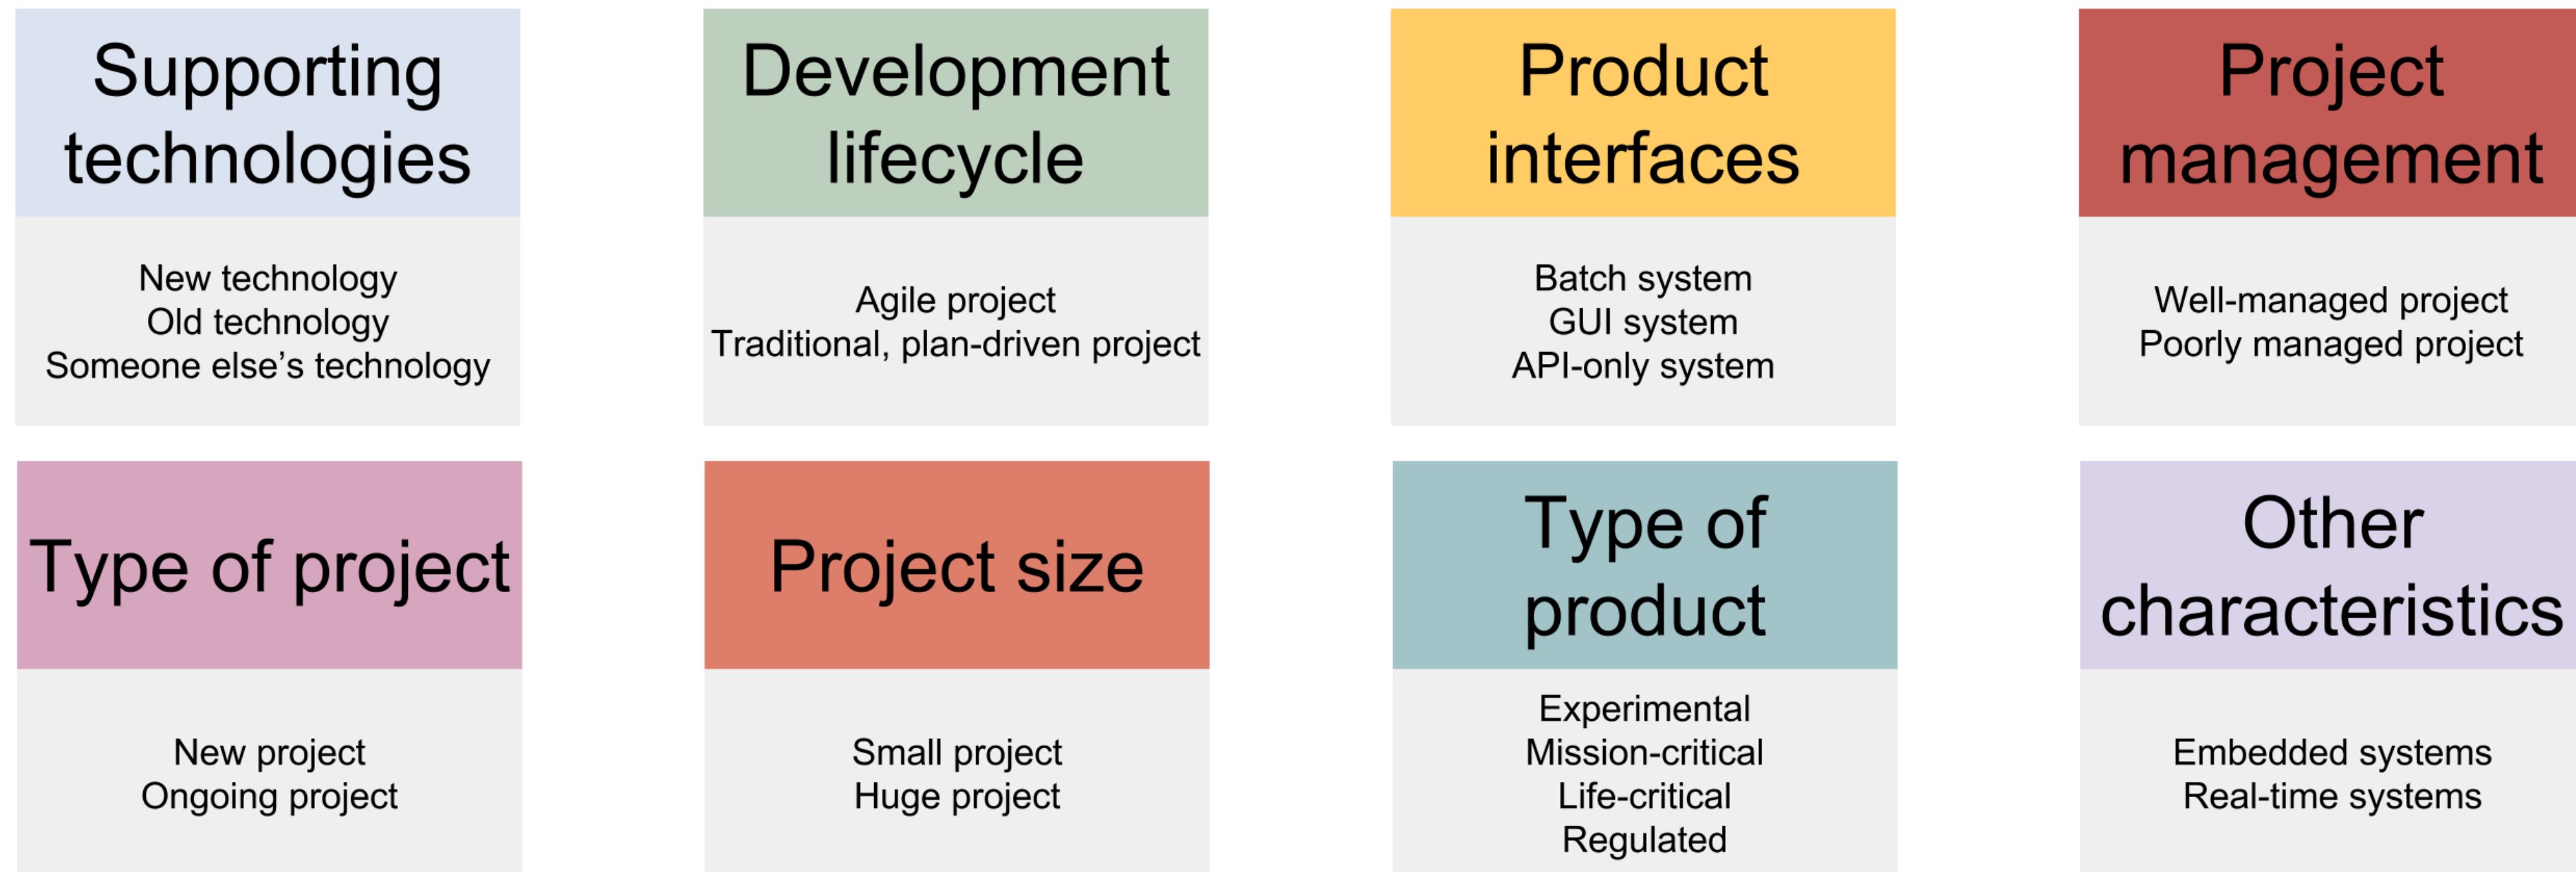 Supporting
technologies
New technology
Old technology
Someone else’s technology
Development
lifecycle
Agile project
Traditional, plan-driven project
Product
interfaces
Batch system
GUI system
API-only system
Project
management
Well-managed project
Poorly managed project
Type of project
New project
Ongoing project
Project size
Small project
Huge project
Type of
product
Experimental
Mission-critical
Life-critical
Regulated
Other
characteristics
Embedded systems
Real-time systems